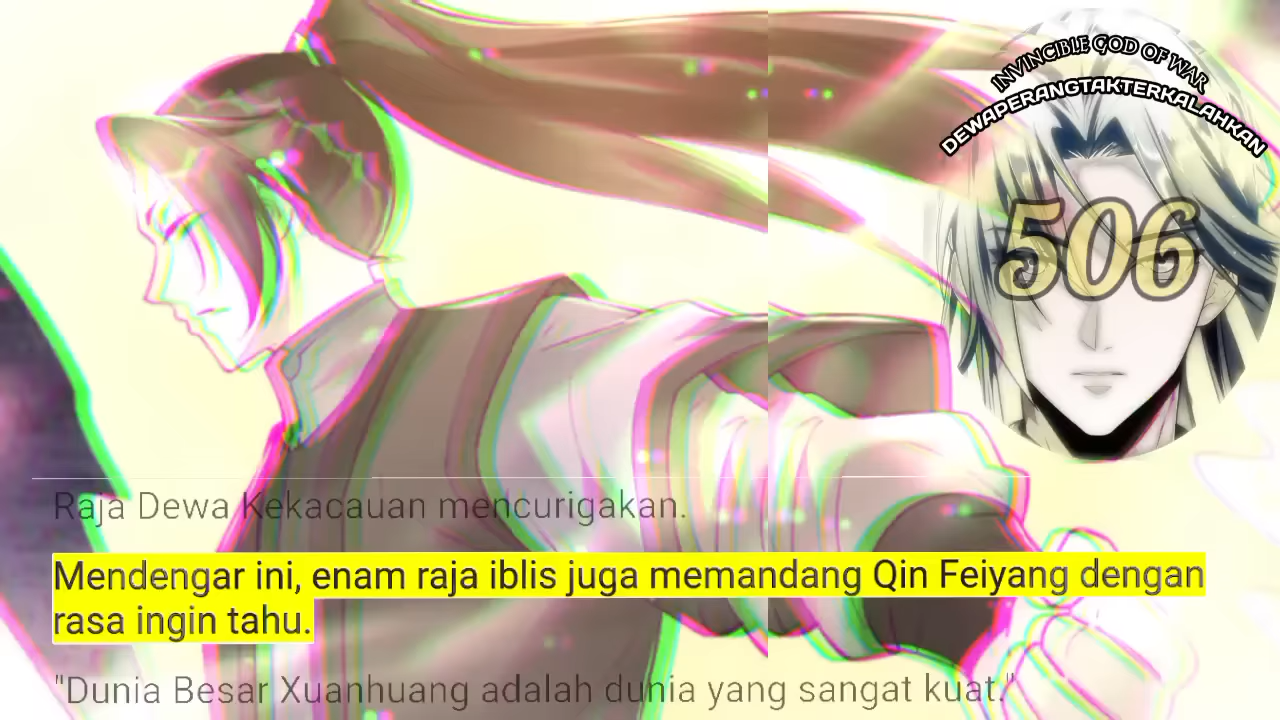 INVINCIBLE GOD OF WAR
DEWAPERANGTAKTERKALAHKAN
506
Raja Dewa Kekacauan mencurigakan.
Mendengar ini, enam raja iblis juga memandang Qin Feiyang dengan
rasa ingin tahu.
"Dunia Besar Xuanhuang adalah dunia yang sangat kuat."